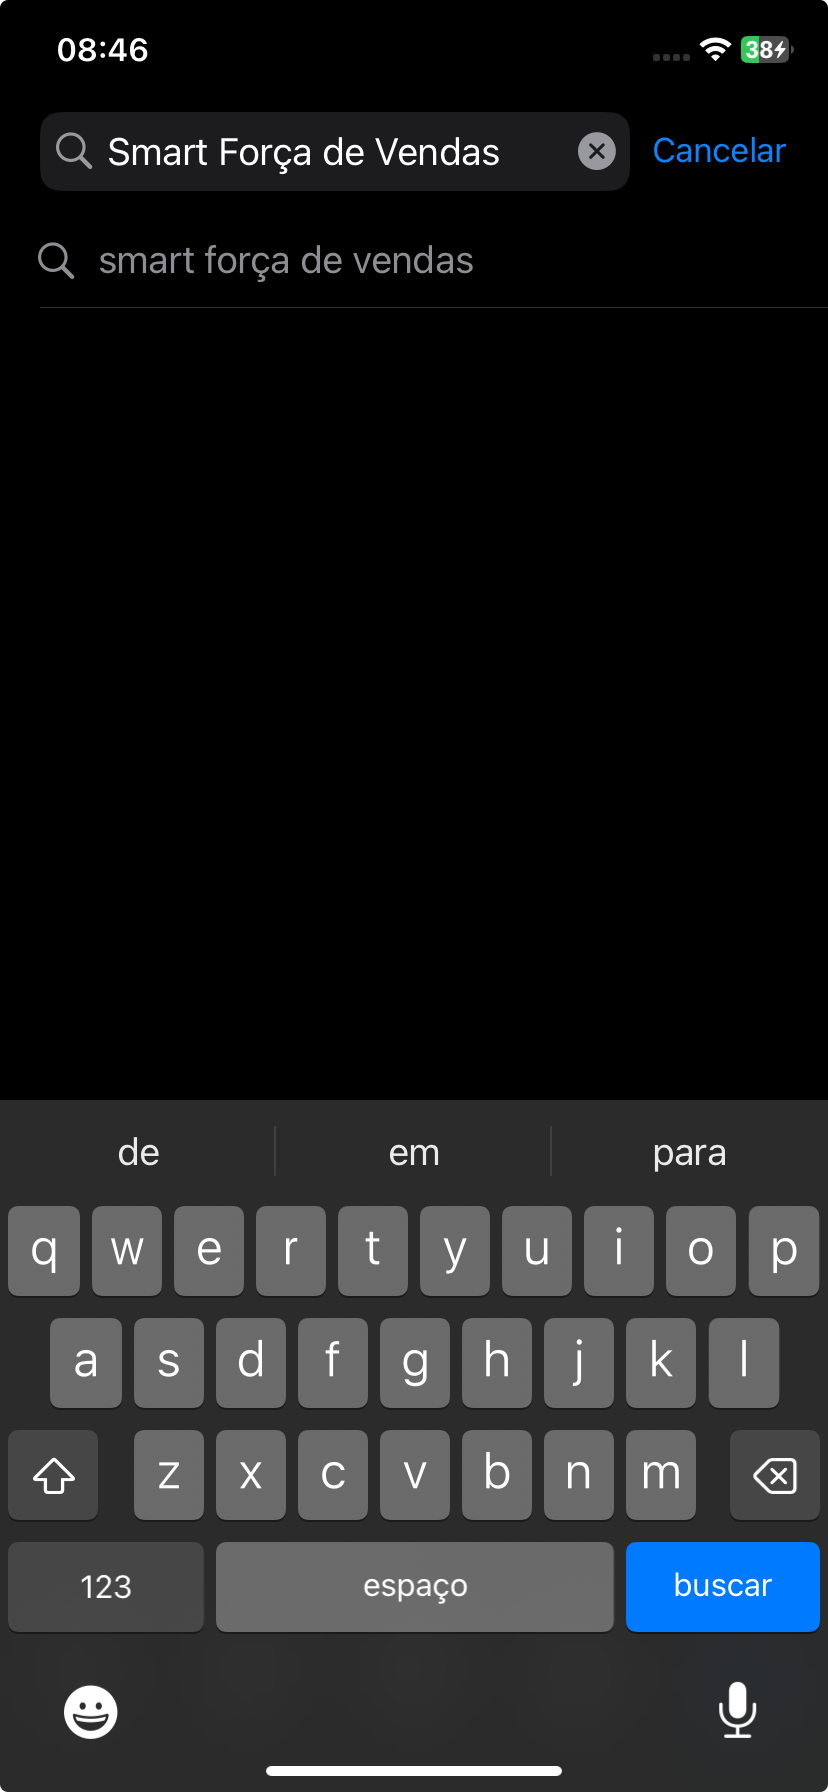 08:46
38
Smart Força de Vendas
Cancelar
smart força de vendas
de em para
q w e r t y u i o p
a s d f g h j k l
z x c v b n m
123 espaço buscar